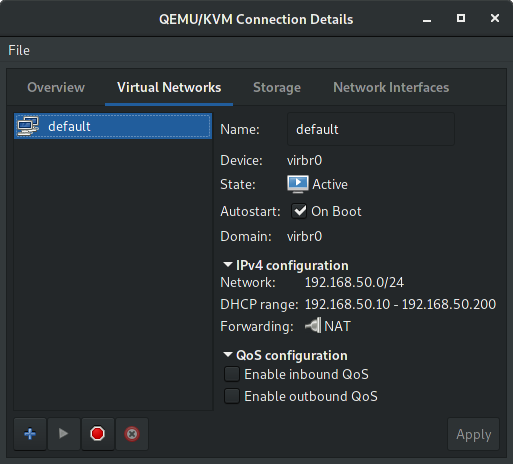 QEMU/KVM Connection Details
File
Overview Virtual Networks Storage Network Interfaces
default
Name: default
Device: virbr0
State: Active
Autostart: On Boot
Domain: virbr0
IPv4 configuration
Network: 192.168.50.0/24
DHCP range: 192.168.50.10 - 192.168.50.200
Forwarding: NAT
QoS configuration
Enable inbound QoS
Enable outbound QoS
Apply